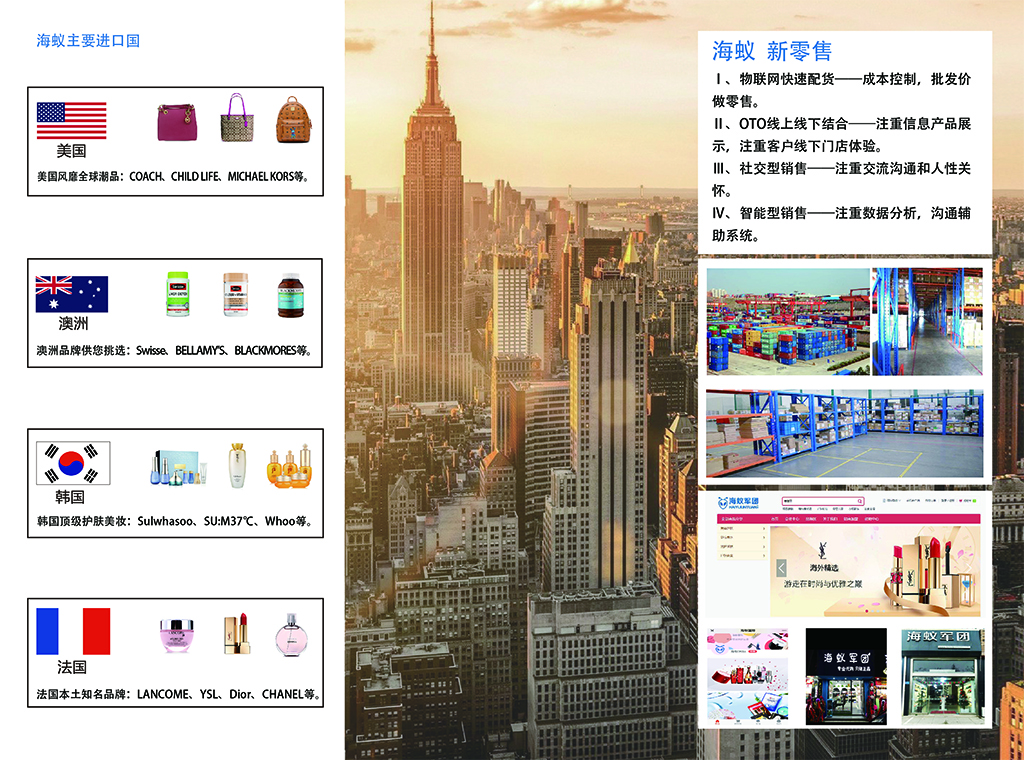 海蚁主要进口国
美国
美国风靡全球潮品：COACH、CHILD LIFE、MICHAEL KORS等。
澳洲
澳洲品牌供您挑选：Swisse、BELLAMY'S、BLACKMORES等。
韩国
韩国顶级护肤美妆：Sulwhasoo、SU:M37℃、Whoo等。
法国
法国本土知名品牌：LANCOME、YSL、Dior、CHANEL等。
海蚁 新零售
Ⅰ、物联网快速配货——成本控制，批发价
做零售。
Ⅱ、OTO线上线下结合——注重信息产品展
示，注重客户线下门店体验。
Ⅲ、社交型销售——注重交流沟通和人性关
怀。
Ⅳ、智能型销售——注重数据分析，沟通辅
助系统。
海蚁军团
HAIYIJUNTUAN
海外精选
游走在时尚与优雅之巅
海蚁军团
海蚁军团